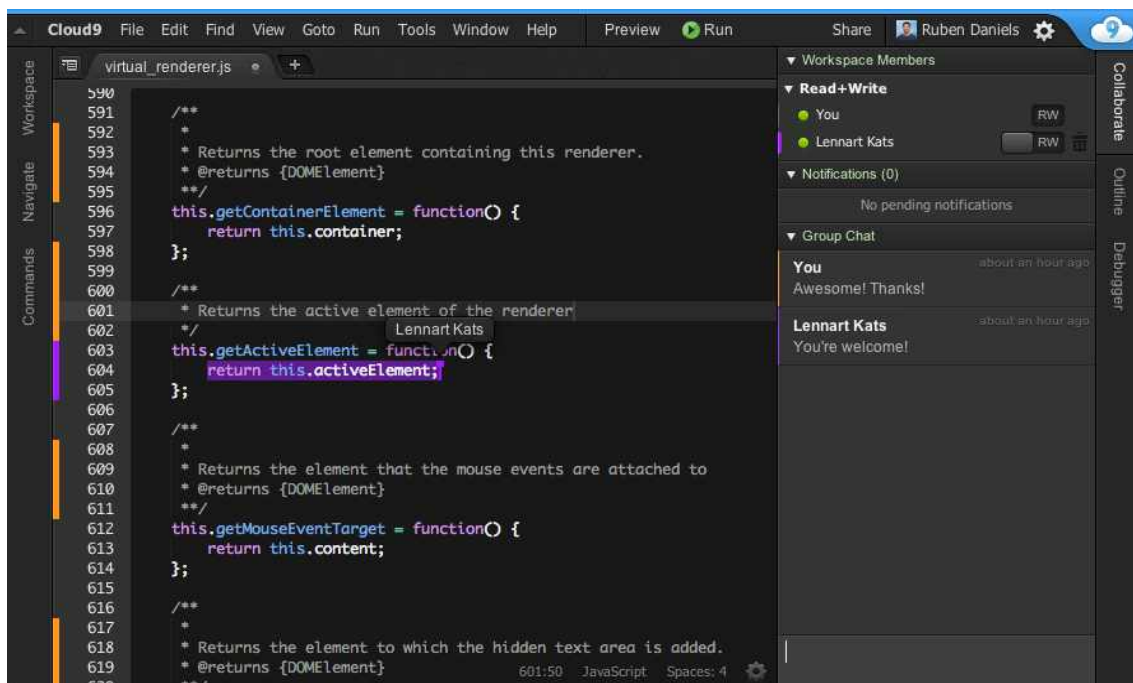 Cloud9 File Edit Find View Goto Run Tools Window Help Preview Run Share Ruben Daniels 9
Workspace
Navigate
Commands
virtual_renderer.js
590
591 /**
592 *
593 * Returns the root element containing this renderer.
594 * @returns {DOMElement}
595 **/
596 this.getContainerElement = function() {
597 return this.container;
598 };
599
600 /**
601 * Returns the active element of the renderer
602 */
Lennart Kats
603 this.getActiveElement = function() {
604 return this.activeElement;
605 };
606
607 /**
608 *
609 * Returns the element that the mouse events are attached to
610 * @returns {DOMElement}
611 **/
612 this.getMouseEventTarget = function() {
613 return this.content;
614 };
615
616 /**
617 *
618 * Returns the element to which the hidden text area is added.
619 * @returns {DOMElement}
601:50 JavaScript Spaces: 4
Workspace Members
Read+Write
You RW
Lennart Kats RW
Notifications (0)
No pending notifications
Group Chat
You about an hour ago
Awesome! Thanks!
Lennart Kats about an hour ago
You're welcome!
Collaborate
Outline
Debugger